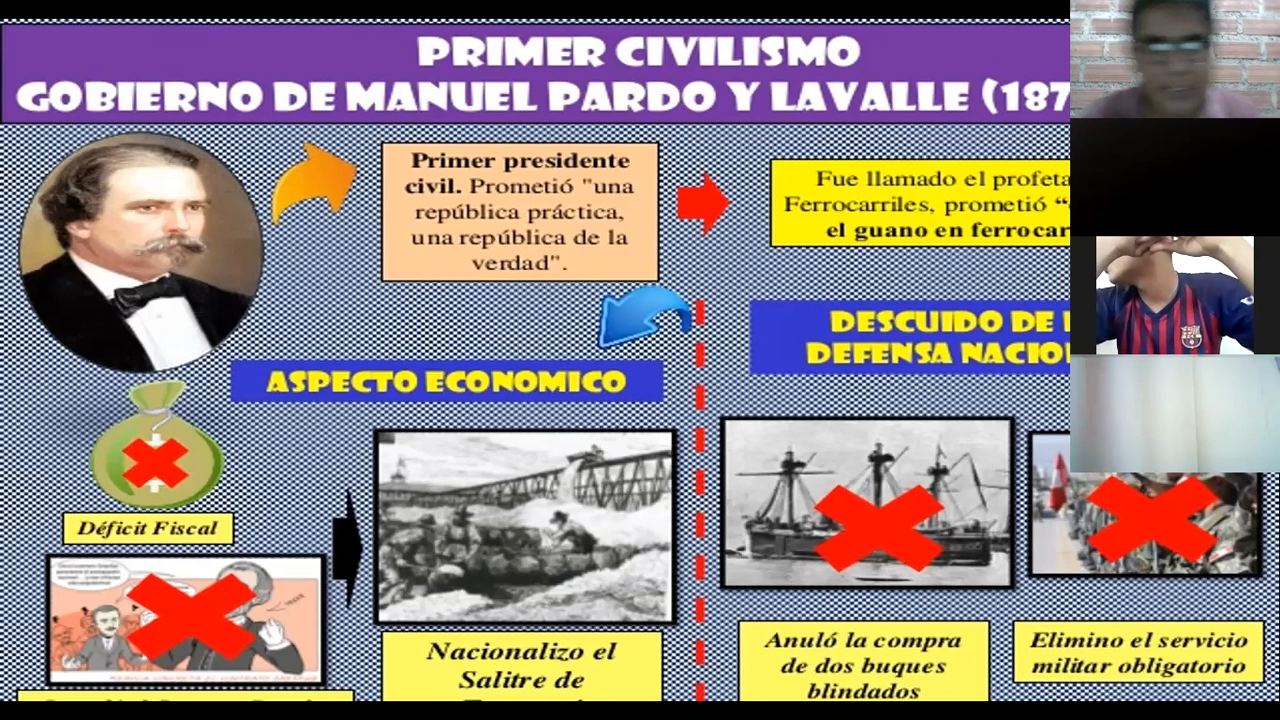 PRIMER CIVILISMO
GOBIERNO DE MANUEL PARDO Y LAVALLE (187
Primer presidente
civil. Prometió "una
república práctica,
una república de la
verdad".
Fue llamado el profeta
Ferrocarriles, prometió
el guano en ferrocar
DESCUIDO DE
DEFENSA NACIO
ASPECTO ECONOMICO
Déficit Fiscal
Nacionalizo el
Salitre de
Anuló la compra
de dos buques
blindados
Elimino el servicio
militar obligatorio